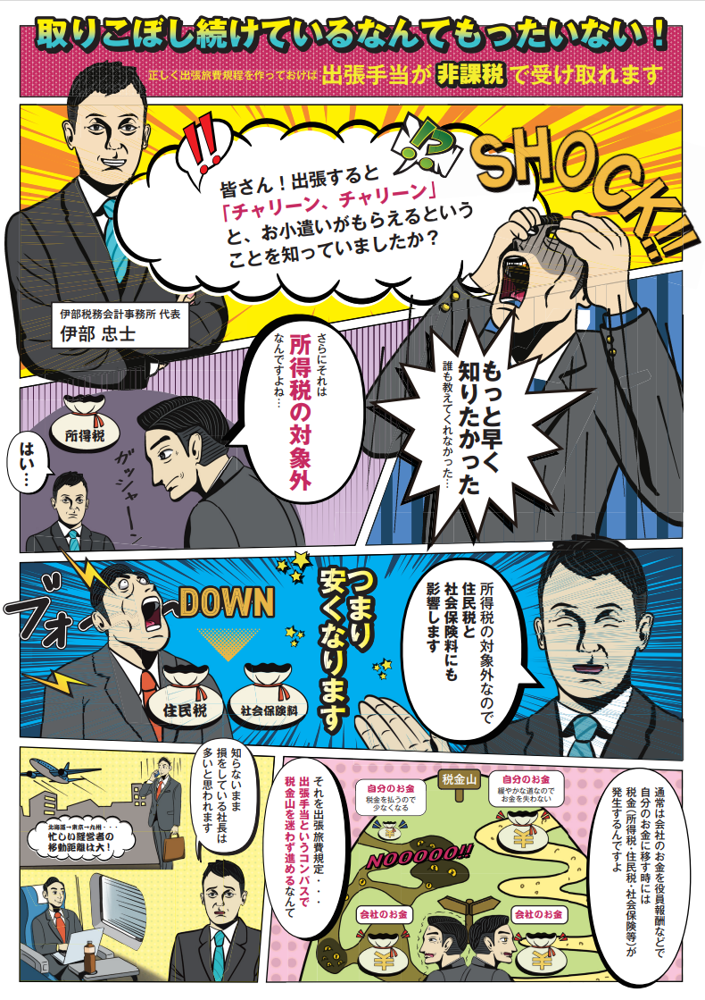 取りこぼし続けているなんてもったいない！
正しく出張旅費規程を作っておけば 出張手当が 非課税 で受け取れます
!!
!?
皆さん！出張すると
「チャリーン、チャリーン」
と、お小遣いがもらえるという
ことを知っていましたか？
SHOCK!!
伊部税務会計事務所 代表
伊部 忠士
もっと早く
知りたかった
誰も教えてくれなかった…
さらにそれは
所得税の対象外
なんですよね…
所得税
ガッシャーン
はい…
所得税の対象外なので
住民税と
社会保険料にも
影響します
つまり
安くなります
DOWN
ブォーーー
住民税
社会保険料
知らないまま
損をしている社長は
多いと思われます
北海道→東京→九州・・・
忙しい経営者の
移動距離は大！
通常は会社のお金を役員報酬などで
自分のお金に移す時には
税金（所得税・住民税・社会保険等）が
発生するんですよ
税金山
自分のお金
税金を払うので
少なくなる
自分のお金
緩やかな道なので
お金を失わない
¥
¥
NOOOOO!!
会社のお金
会社のお金
¥
¥
それを出張旅費規定・・・
出張手当というコンパスで
税金山を迷わず進めるなんて